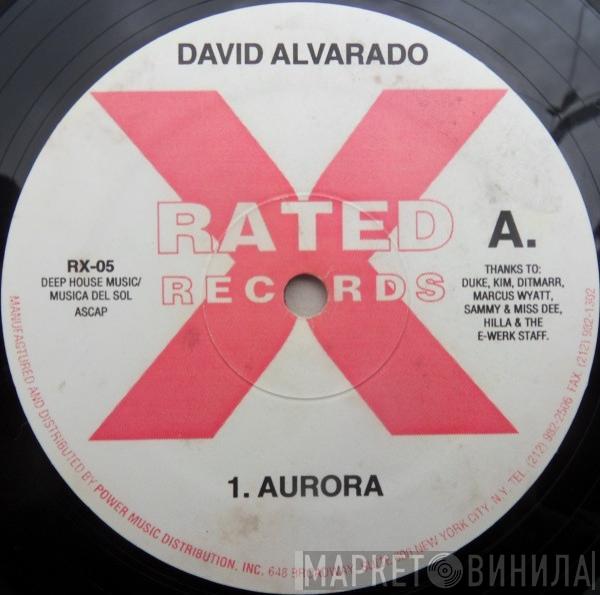 DAVID ALVARADO
X
RATED
RECORDS
A.
RX-05
DEEP HOUSE MUSIC/
MUSICA DEL SOL
ASCAP
THANKS TO:
DUKE, KIM, DITMARR,
MARCUS WYATT,
SAMMY & MISS DEE,
HILLA & THE
E-WERK STAFF.
1. AURORA
MANUFACTURED AND DISTRIBUTED BY POWER MUSIC DISTRIBUTION, INC. 648 BROADWAY, NEW YORK CITY, N.Y. TEL. (212) 982-2506 FAX. (212) 982-1302
МАРКЕТ ВИНИЛА